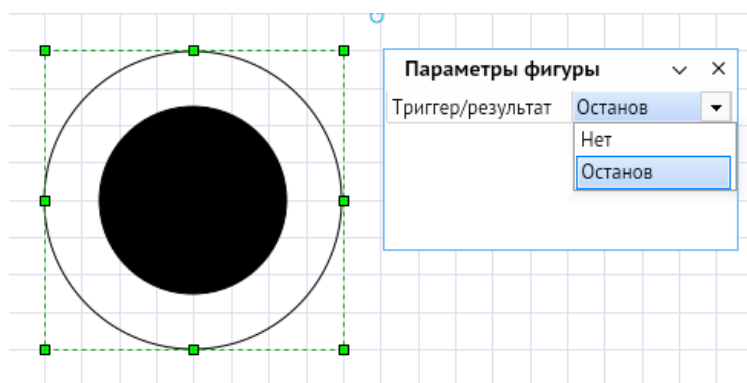 Параметры фигуры
Триггер/результат Останов
Нет
Останов